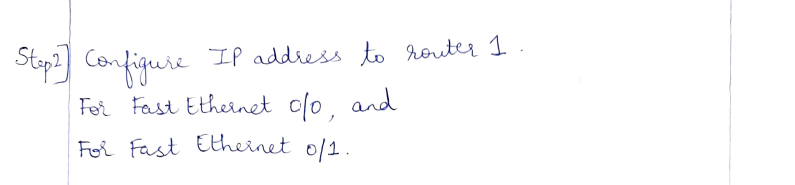 Step2] Configure IP address to router 1.
For Fast Ethernet 0/0, and
For Fast Ethernet 0/1.